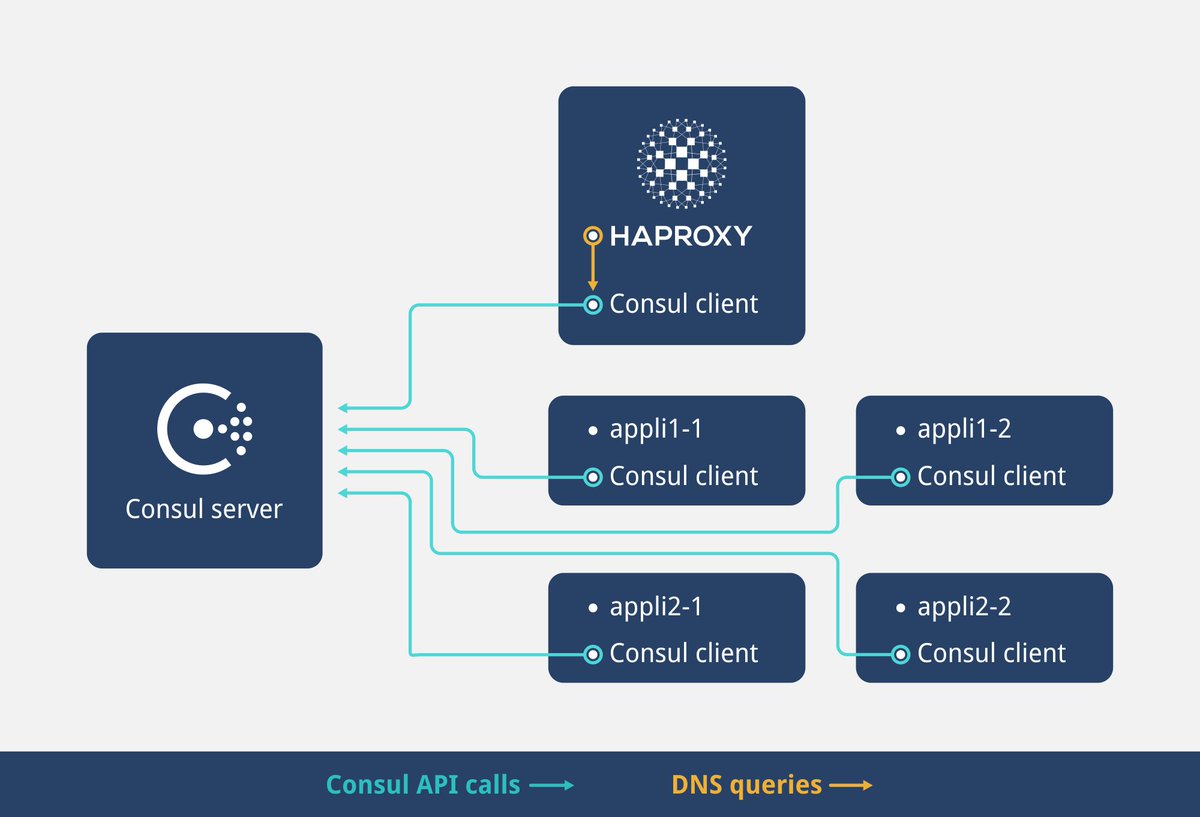 HAPROXY
Consul client
Consul server
appli1-1
Consul client
appli1-2
Consul client
appli2-1
Consul client
appli2-2
Consul client
Consul API calls
DNS queries